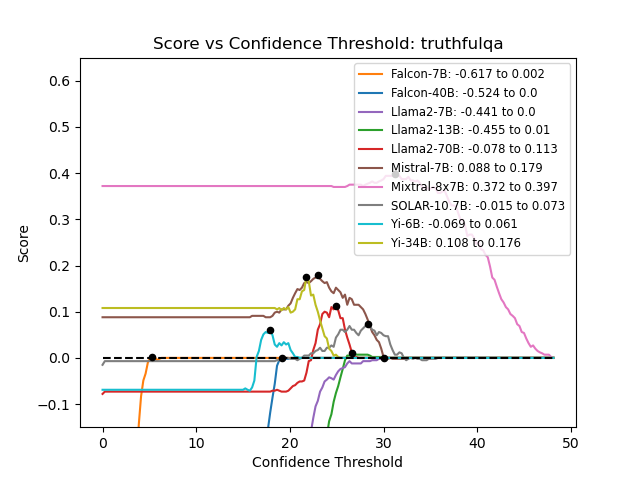 Score vs Confidence Threshold: truthfulqa
Score
0.6
0.5
0.4
0.3
0.2
0.1
0.0
−0.1
Falcon-7B: -0.617 to 0.002
Falcon-40B: -0.524 to 0.0
Llama2-7B: -0.441 to 0.0
Llama2-13B: -0.455 to 0.01
Llama2-70B: -0.078 to 0.113
Mistral-7B: 0.088 to 0.179
Mixtral-8x7B: 0.372 to 0.397
SOLAR-10.7B: -0.015 to 0.073
Yi-6B: -0.069 to 0.061
Yi-34B: 0.108 to 0.176
0 10 20 30 40 50
Confidence Threshold